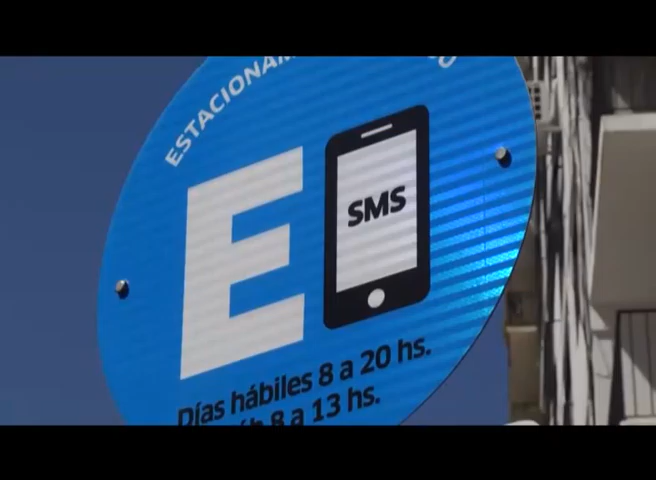 ESTACIONAM
E
SMS
Días hábiles 8 a 20 hs.
8 a 13 hs.